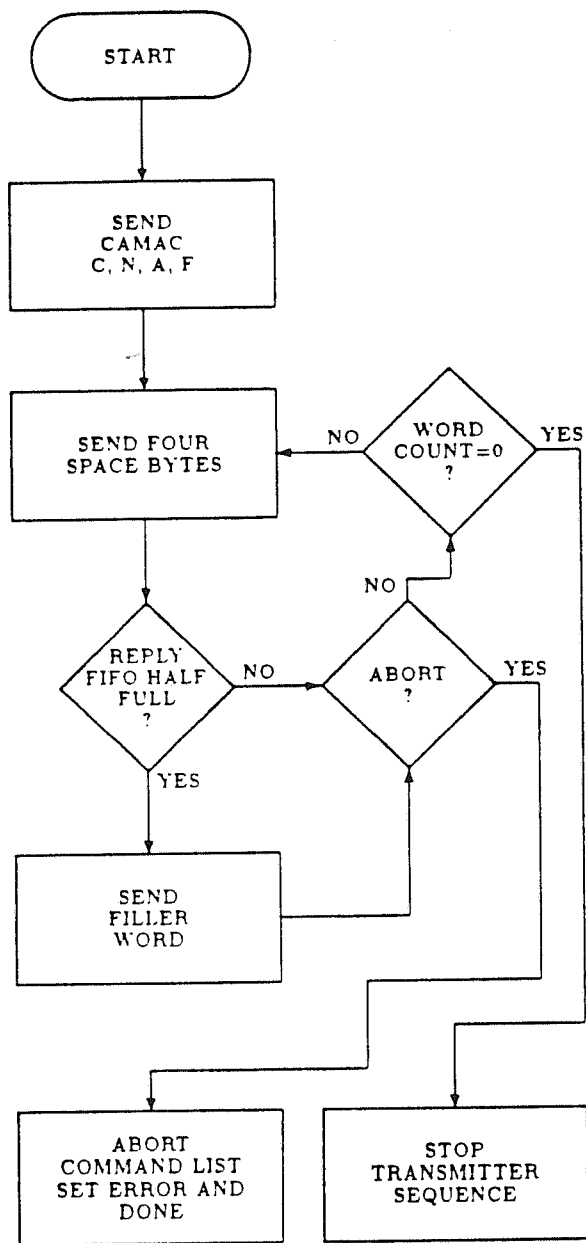 START
SEND
CAMAC
C, N, A, F
SEND FOUR
SPACE BYTES
NO
WORD
COUNT=0
?
YES
NO
REPLY
FIFO HALF
FULL
?
NO
ABORT
?
YES
YES
SEND
FILLER
WORD
ABORT
COMMAND LIST
SET ERROR AND
DONE
STOP
TRANSMITTER
SEQUENCE